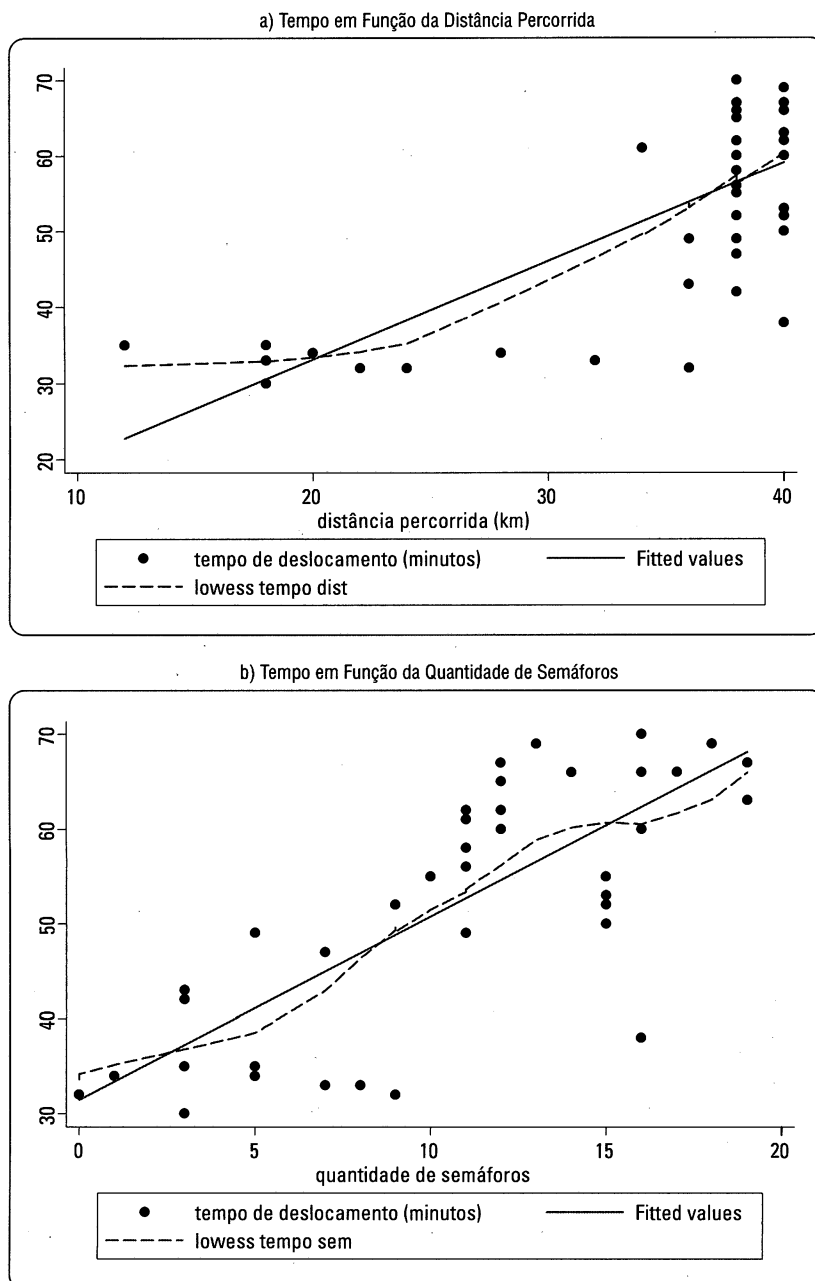 a) Tempo em Função da Distância Percorrida
70
60
50
40
30
20
10 20 30 40
distância percorrida (km)
tempo de deslocamento (minutos) Fitted values
lowess tempo dist
b) Tempo em Função da Quantidade de Semáforos
70
60
50
40
30
0 5 10 15 20
quantidade de semáforos
tempo de deslocamento (minutos) Fitted values
lowess tempo sem